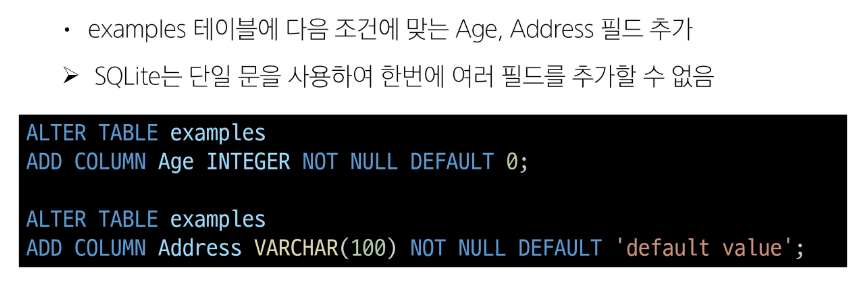 • examples 테이블에 다음 조건에 맞는 Age, Address 필드 추가
➢ SQLite는 단일 문을 사용하여 한번에 여러 필드를 추가할 수 없음
ALTER TABLE examples
ADD COLUMN Age INTEGER NOT NULL DEFAULT 0;
ALTER TABLE examples
ADD COLUMN Address VARCHAR(100) NOT NULL DEFAULT 'default value';